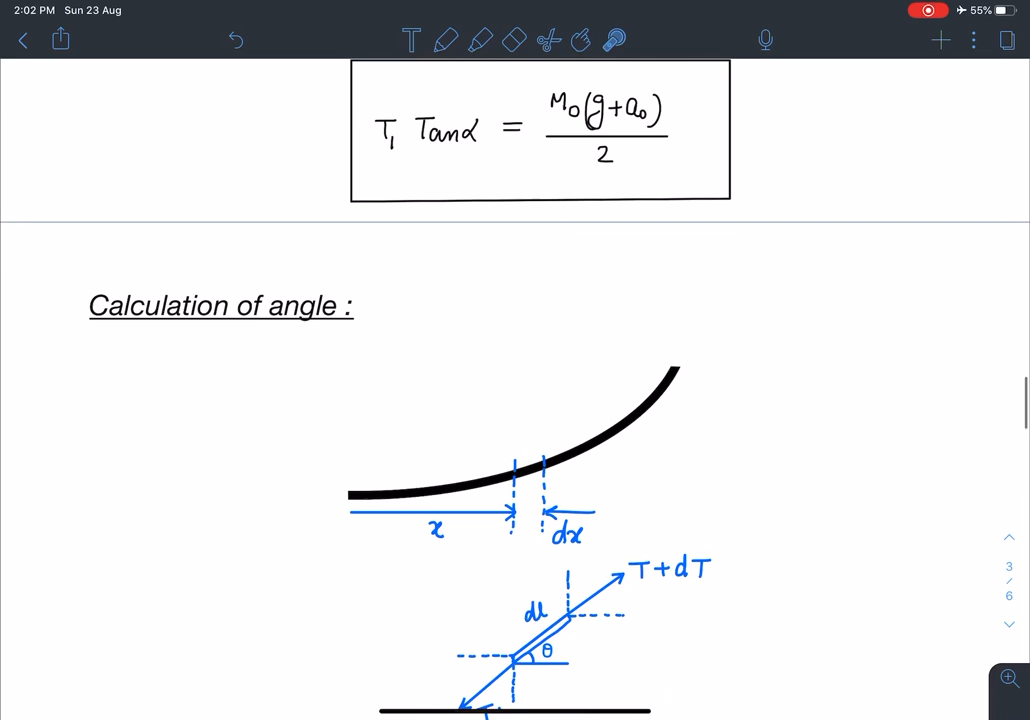 2:02 PM Sun 23 Aug
55%
T₁ Tanα = M₀(g+a₀)
2
Calculation of angle :
x
dx
T+dT
dl
θ
T
3
/
6